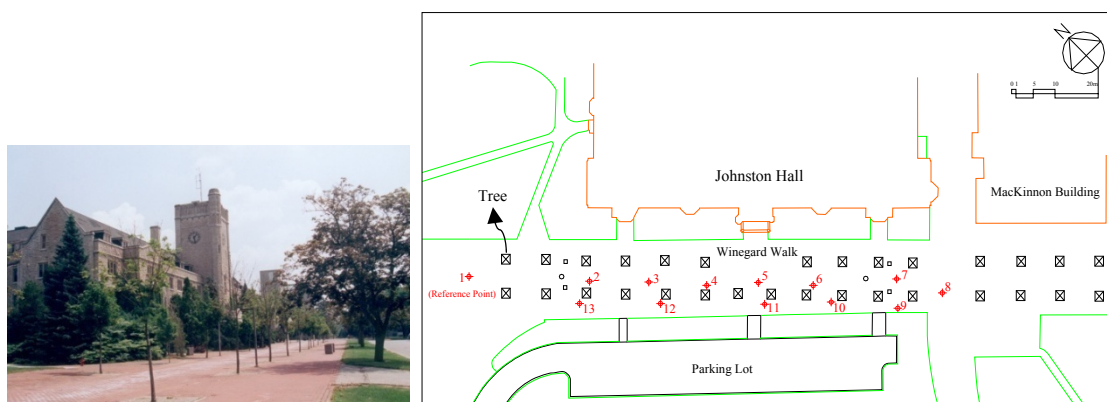 N
0 1 5 10 20m
Johnston Hall
MacKinnon Building
Tree
Winegard Walk
1 2 3 4 5 6 7 8
(Reference Point)
13 12 11 10 9
Parking Lot